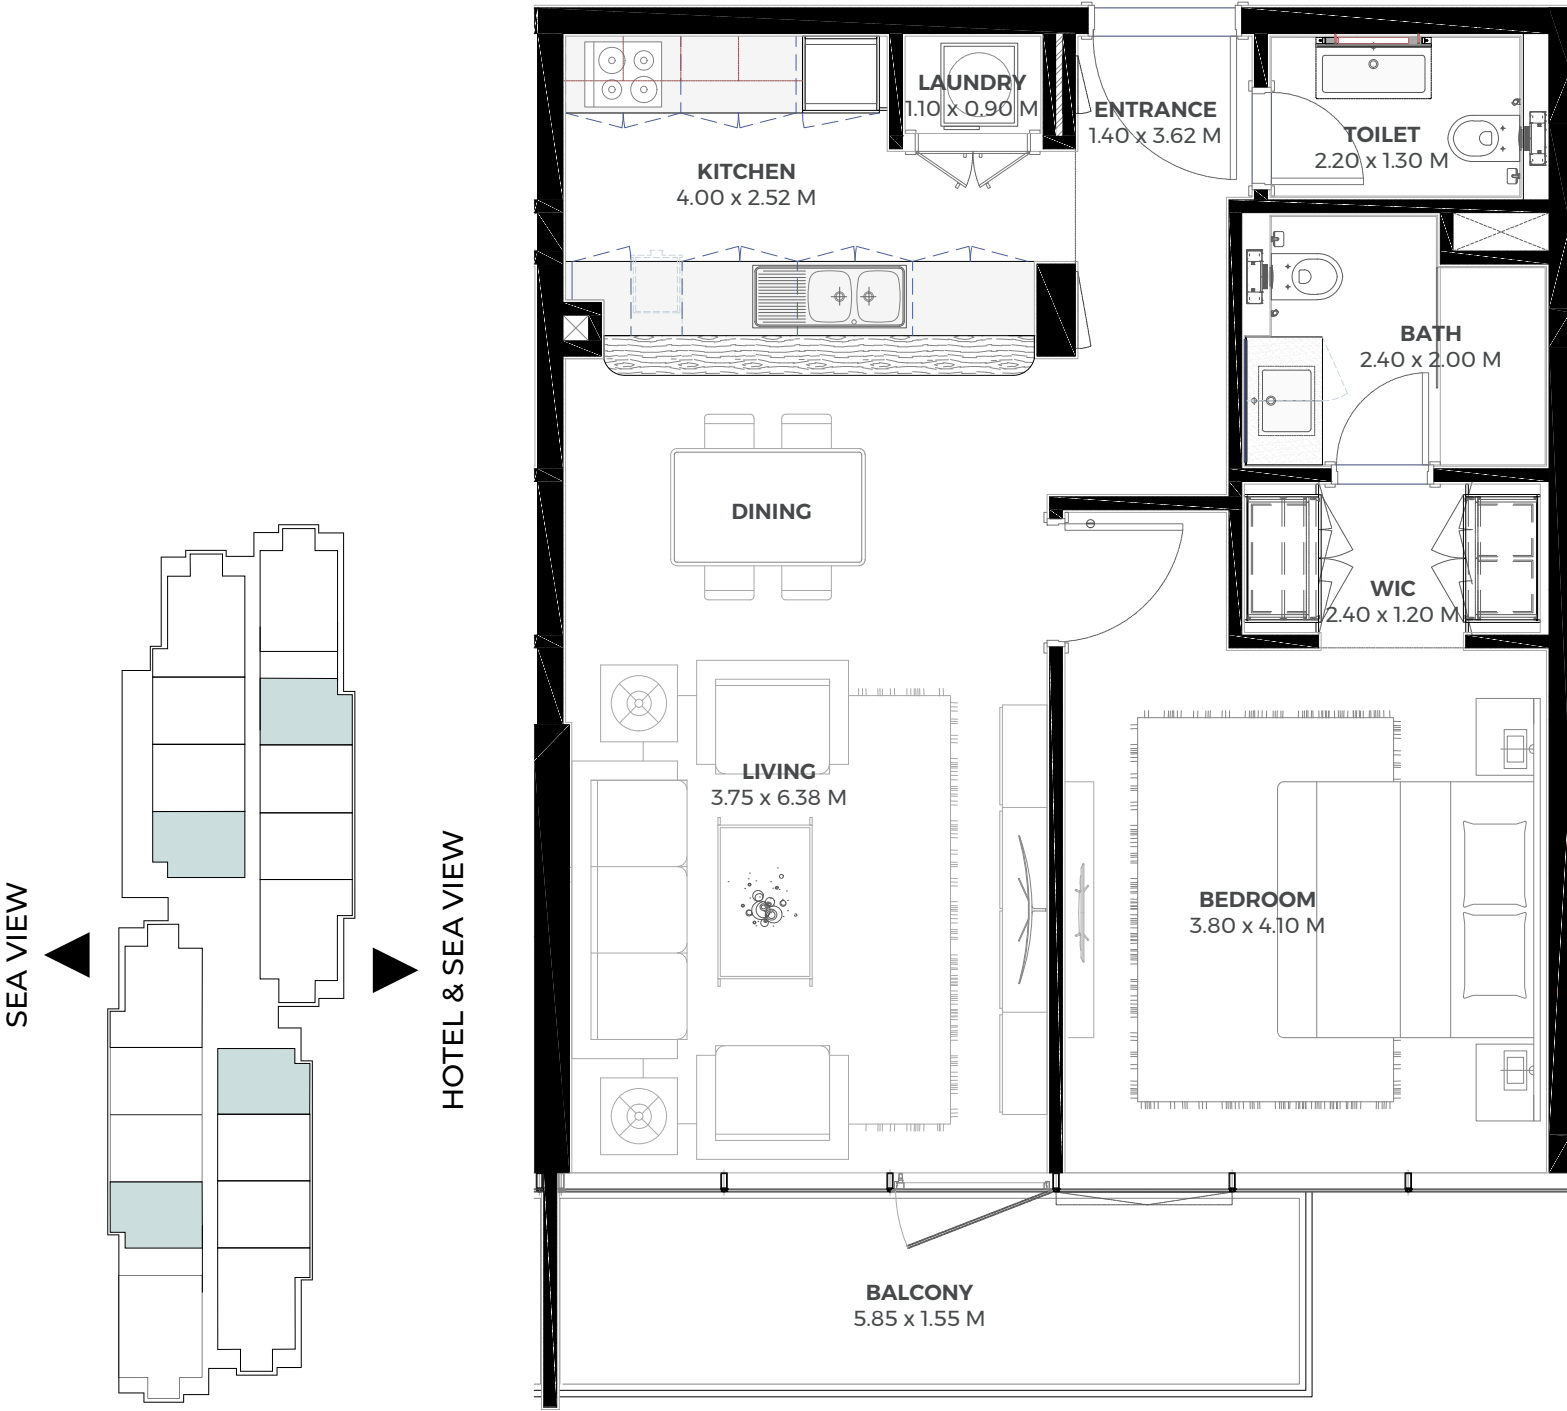 LAUNDRY
1.10 x 0.90 M
ENTRANCE
1.40 x 3.62 M
TOILET
2.20 x 1.30 M
KITCHEN
4.00 x 2.52 M
BATH
2.40 x 2.00 M
DINING
WIC
2.40 x 1.20 M
LIVING
3.75 x 6.38 M
BEDROOM
3.80 x 4.10 M
SEA VIEW
HOTEL & SEA VIEW
BALCONY
5.85 x 1.55 M